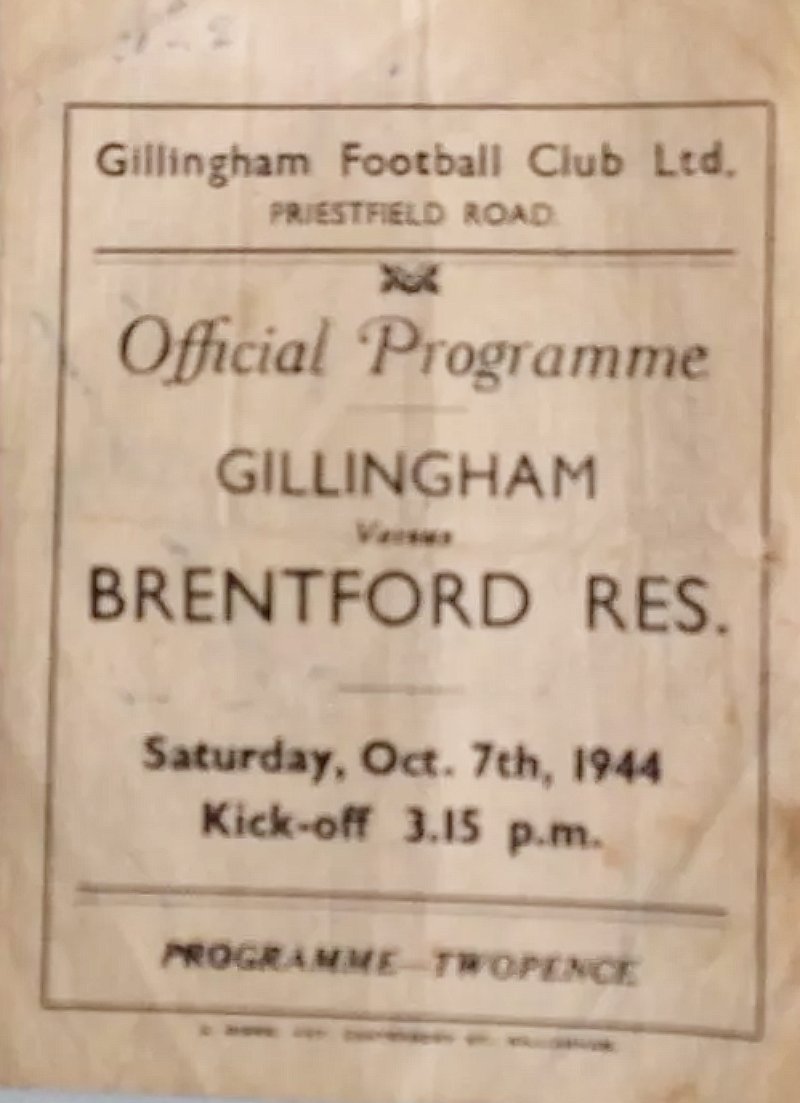 Gillingham Football Club Ltd.
PRIESTFIELD ROAD.
Official Programme
GILLINGHAM
Versus
BRENTFORD RES.
Saturday, Oct. 7th, 1944
Kick-off 3.15 p.m.
PROGRAMME—TWOPENCE